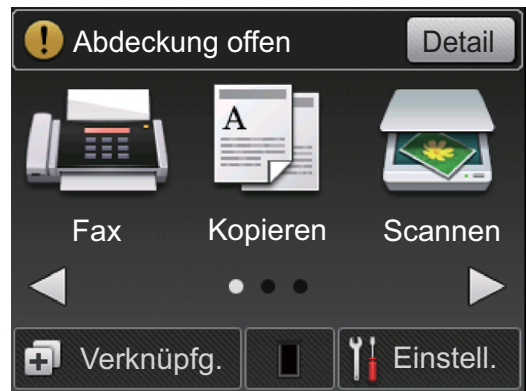 Abdeckung offen Detail
A
Fax Kopieren Scannen
Verknüpfg. Einstell.